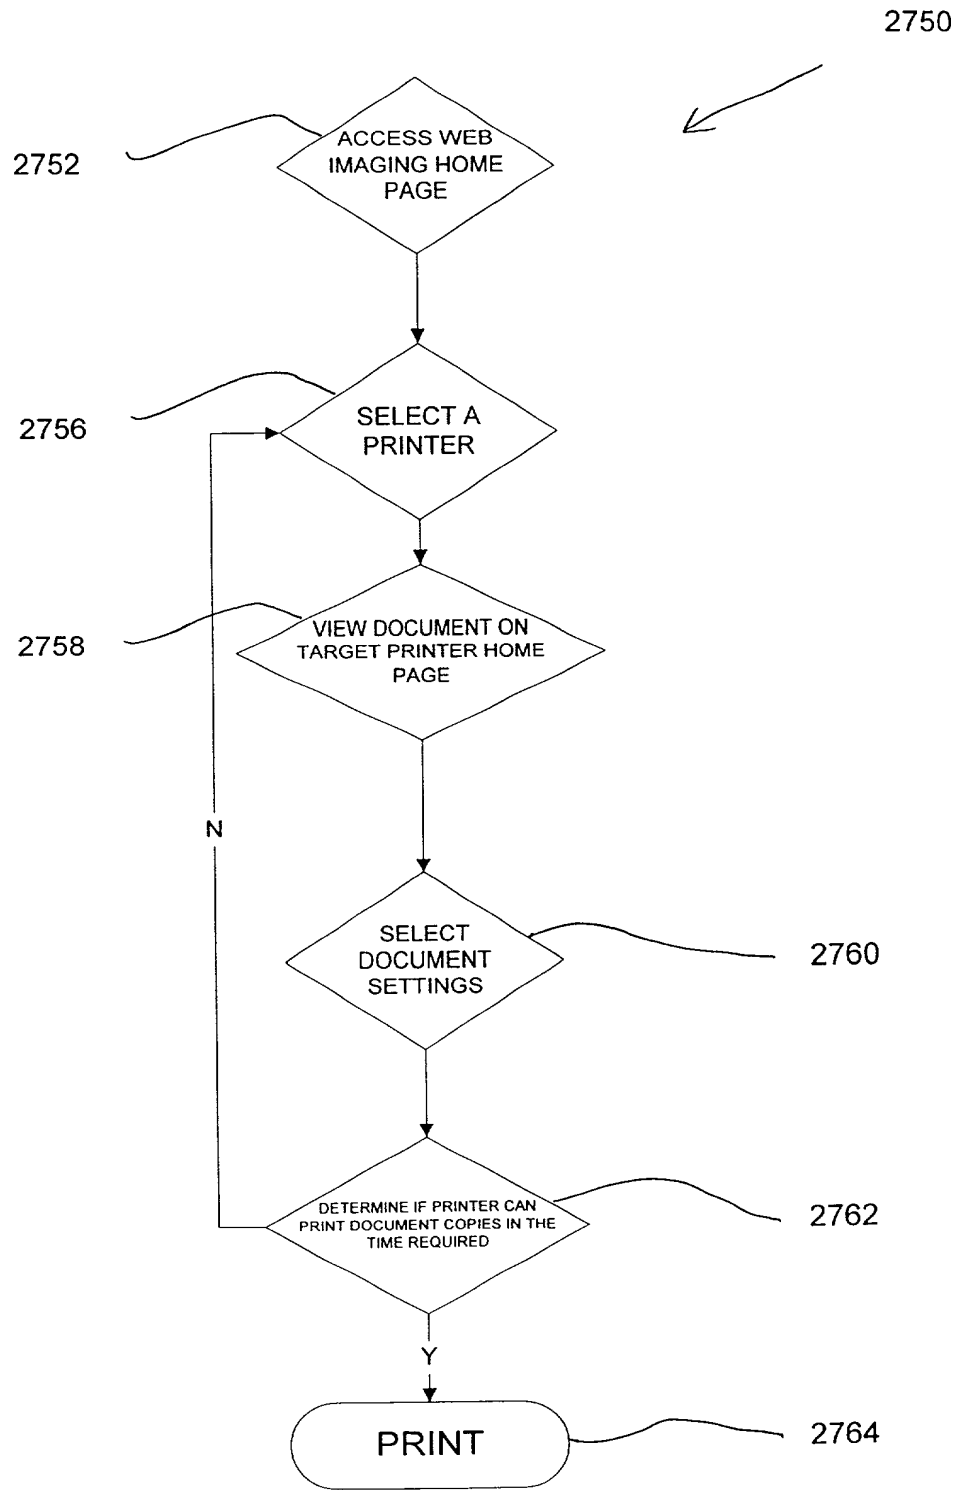 2750
2752
ACCESS WEB
IMAGING HOME
PAGE
2756
SELECT A
PRINTER
2758
VIEW DOCUMENT ON
TARGET PRINTER HOME
PAGE
N
SELECT
DOCUMENT
SETTINGS
2760
DETERMINE IF PRINTER CAN
PRINT DOCUMENT COPIES IN THE
TIME REQUIRED
2762
Y
PRINT
2764